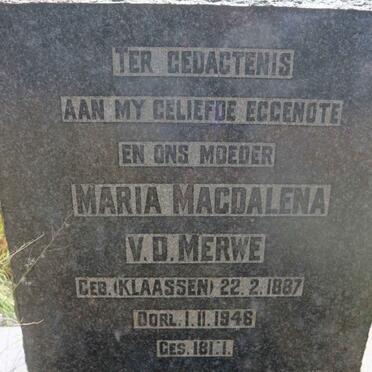 TER GEDACTENIS
AAN MY GELIEFDE EGGENOTE
EN ONS MOEDER
MARIA MAGDALENA
V.D. MERWE
GEB. (KLAASSEN) 22.2.1887
OORL. 1.11.1946
GES. 181:1.